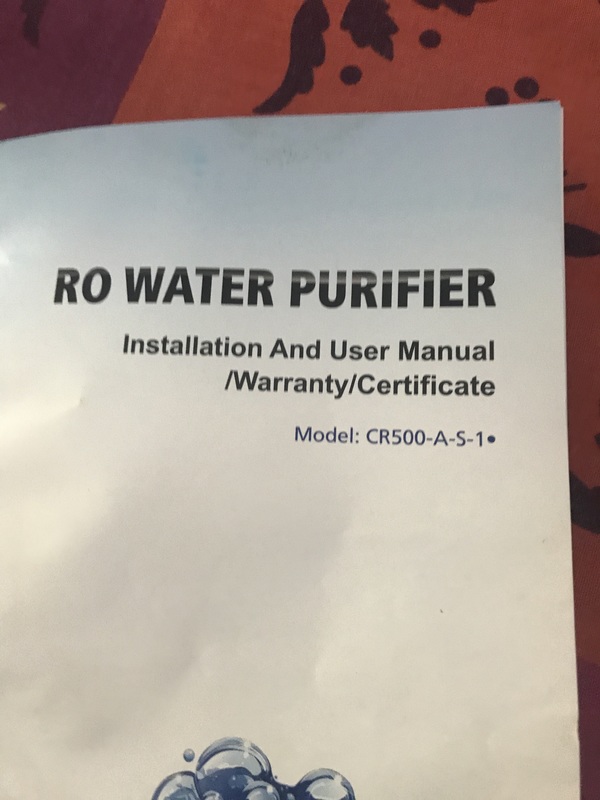 RO WATER PURIFIER
Installation And User Manual
/Warranty/Certificate
Model: CR500-A-S-1•